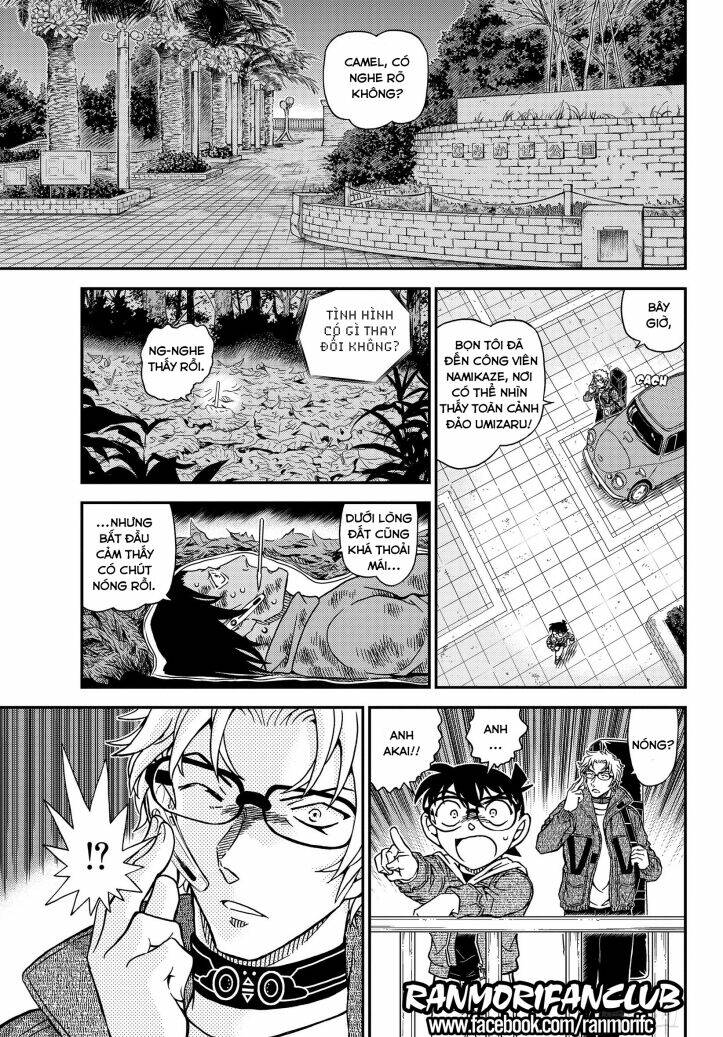 CAMEL, CÓ
NGHE RÕ
KHÔNG?
BÂY
GIỜ,
BỌN TÔI ĐÃ
ĐẾN CÔNG VIÊN
NAMIKAZE, NƠI
CÓ THỂ NHÌN
THẤY TOÀN CẢNH
ĐẢO UMIZARU!
CẠCH
TÌNH HÌNH
CÓ GÌ THAY
ĐỔI KHÔNG?
NG-NGHE
THẤY RỒI.
DƯỚI LÒNG
ĐẤT CŨNG
KHÁ THOẢI
MÁI...
...NHƯNG
BẮT ĐẦU
CẢM THẤY
CÓ CHÚT
NÓNG RỒI.
NÓNG?
ANH
...
ANH
AKAI!!
!?
RANMORIFANCLUB
www.facebook.com/ranmorifc